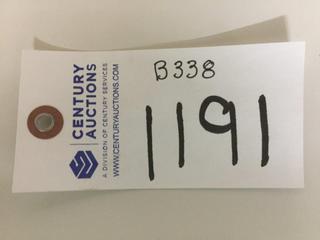 CENTURY
AUCTIONS
A DIVISION OF CENTURY SERVICES
WWW.CENTURYAUCTIONS.COM
B338
1191